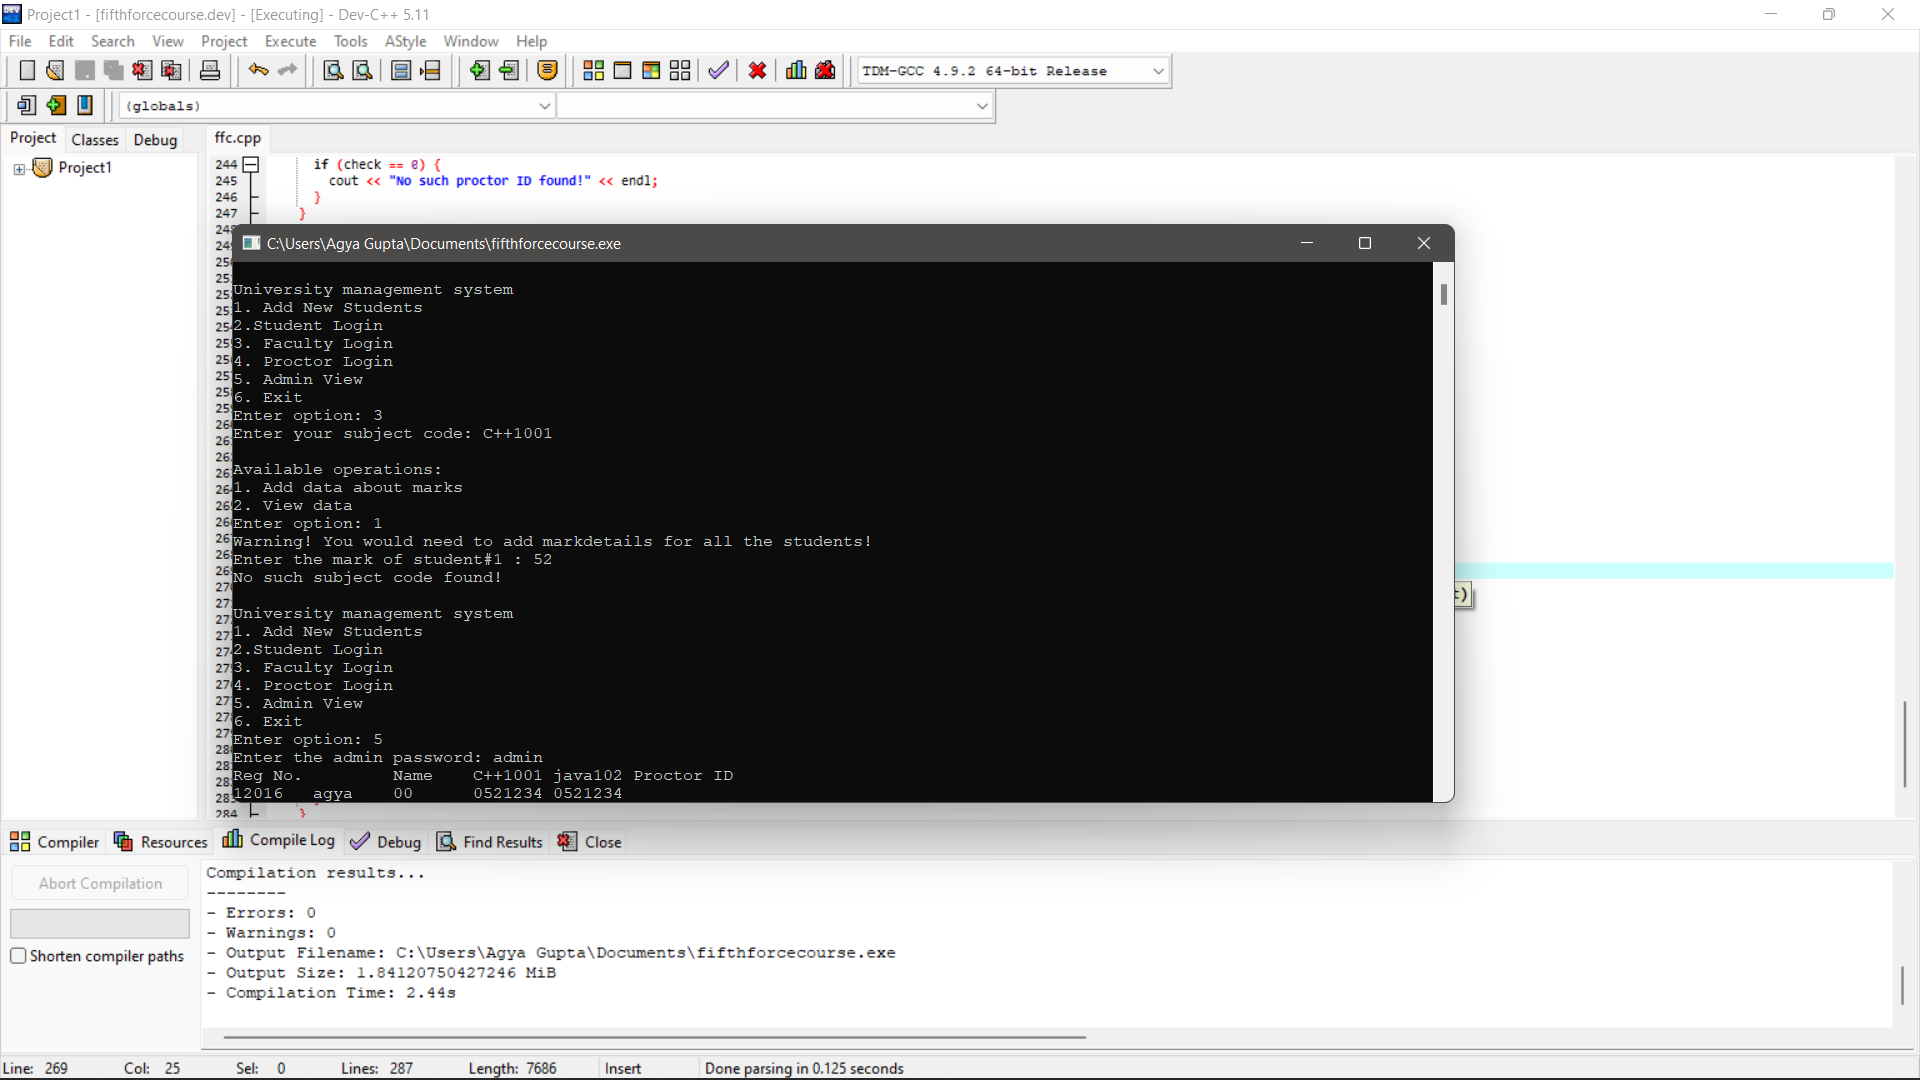 Project1 - [fifthforcecourse.dev] - [Executing] - Dev-C++ 5.11
File Edit Search View Project Execute Tools AStyle Window Help
TDM-GCC 4.9.2 64-bit Release
(globals)
Project Classes Debug
ffc.cpp
Project1
244 if (check == 0) {
245 cout << "No such proctor ID found!" << endl;
246 }
247 }
C:\Users\Agya Gupta\Documents\fifthforcecourse.exe
University management system
1. Add New Students
2.Student Login
3. Faculty Login
4. Proctor Login
5. Admin View
6. Exit
Enter option: 3
Enter your subject code: C++1001
Available operations:
1. Add data about marks
2. View data
Enter option: 1
Warning! You would need to add markdetails for all the students!
Enter the mark of student#1 : 52
No such subject code found!
University management system
1. Add New Students
2.Student Login
3. Faculty Login
4. Proctor Login
5. Admin View
6. Exit
Enter option: 5
Enter the admin password: admin
Reg No. Name C++1001 java102 Proctor ID
12016 agya 00 0521234 0521234
284 }
Compiler Resources Compile Log Debug Find Results Close
Abort Compilation
Shorten compiler paths
Compilation results...
--------
- Errors: 0
- Warnings: 0
- Output Filename: C:\Users\Agya Gupta\Documents\fifthforcecourse.exe
- Output Size: 1.84120750427246 MiB
- Compilation Time: 2.44s
Line: 269 Col: 25 Sel: 0 Lines: 287 Length: 7686 Insert Done parsing in 0.125 seconds